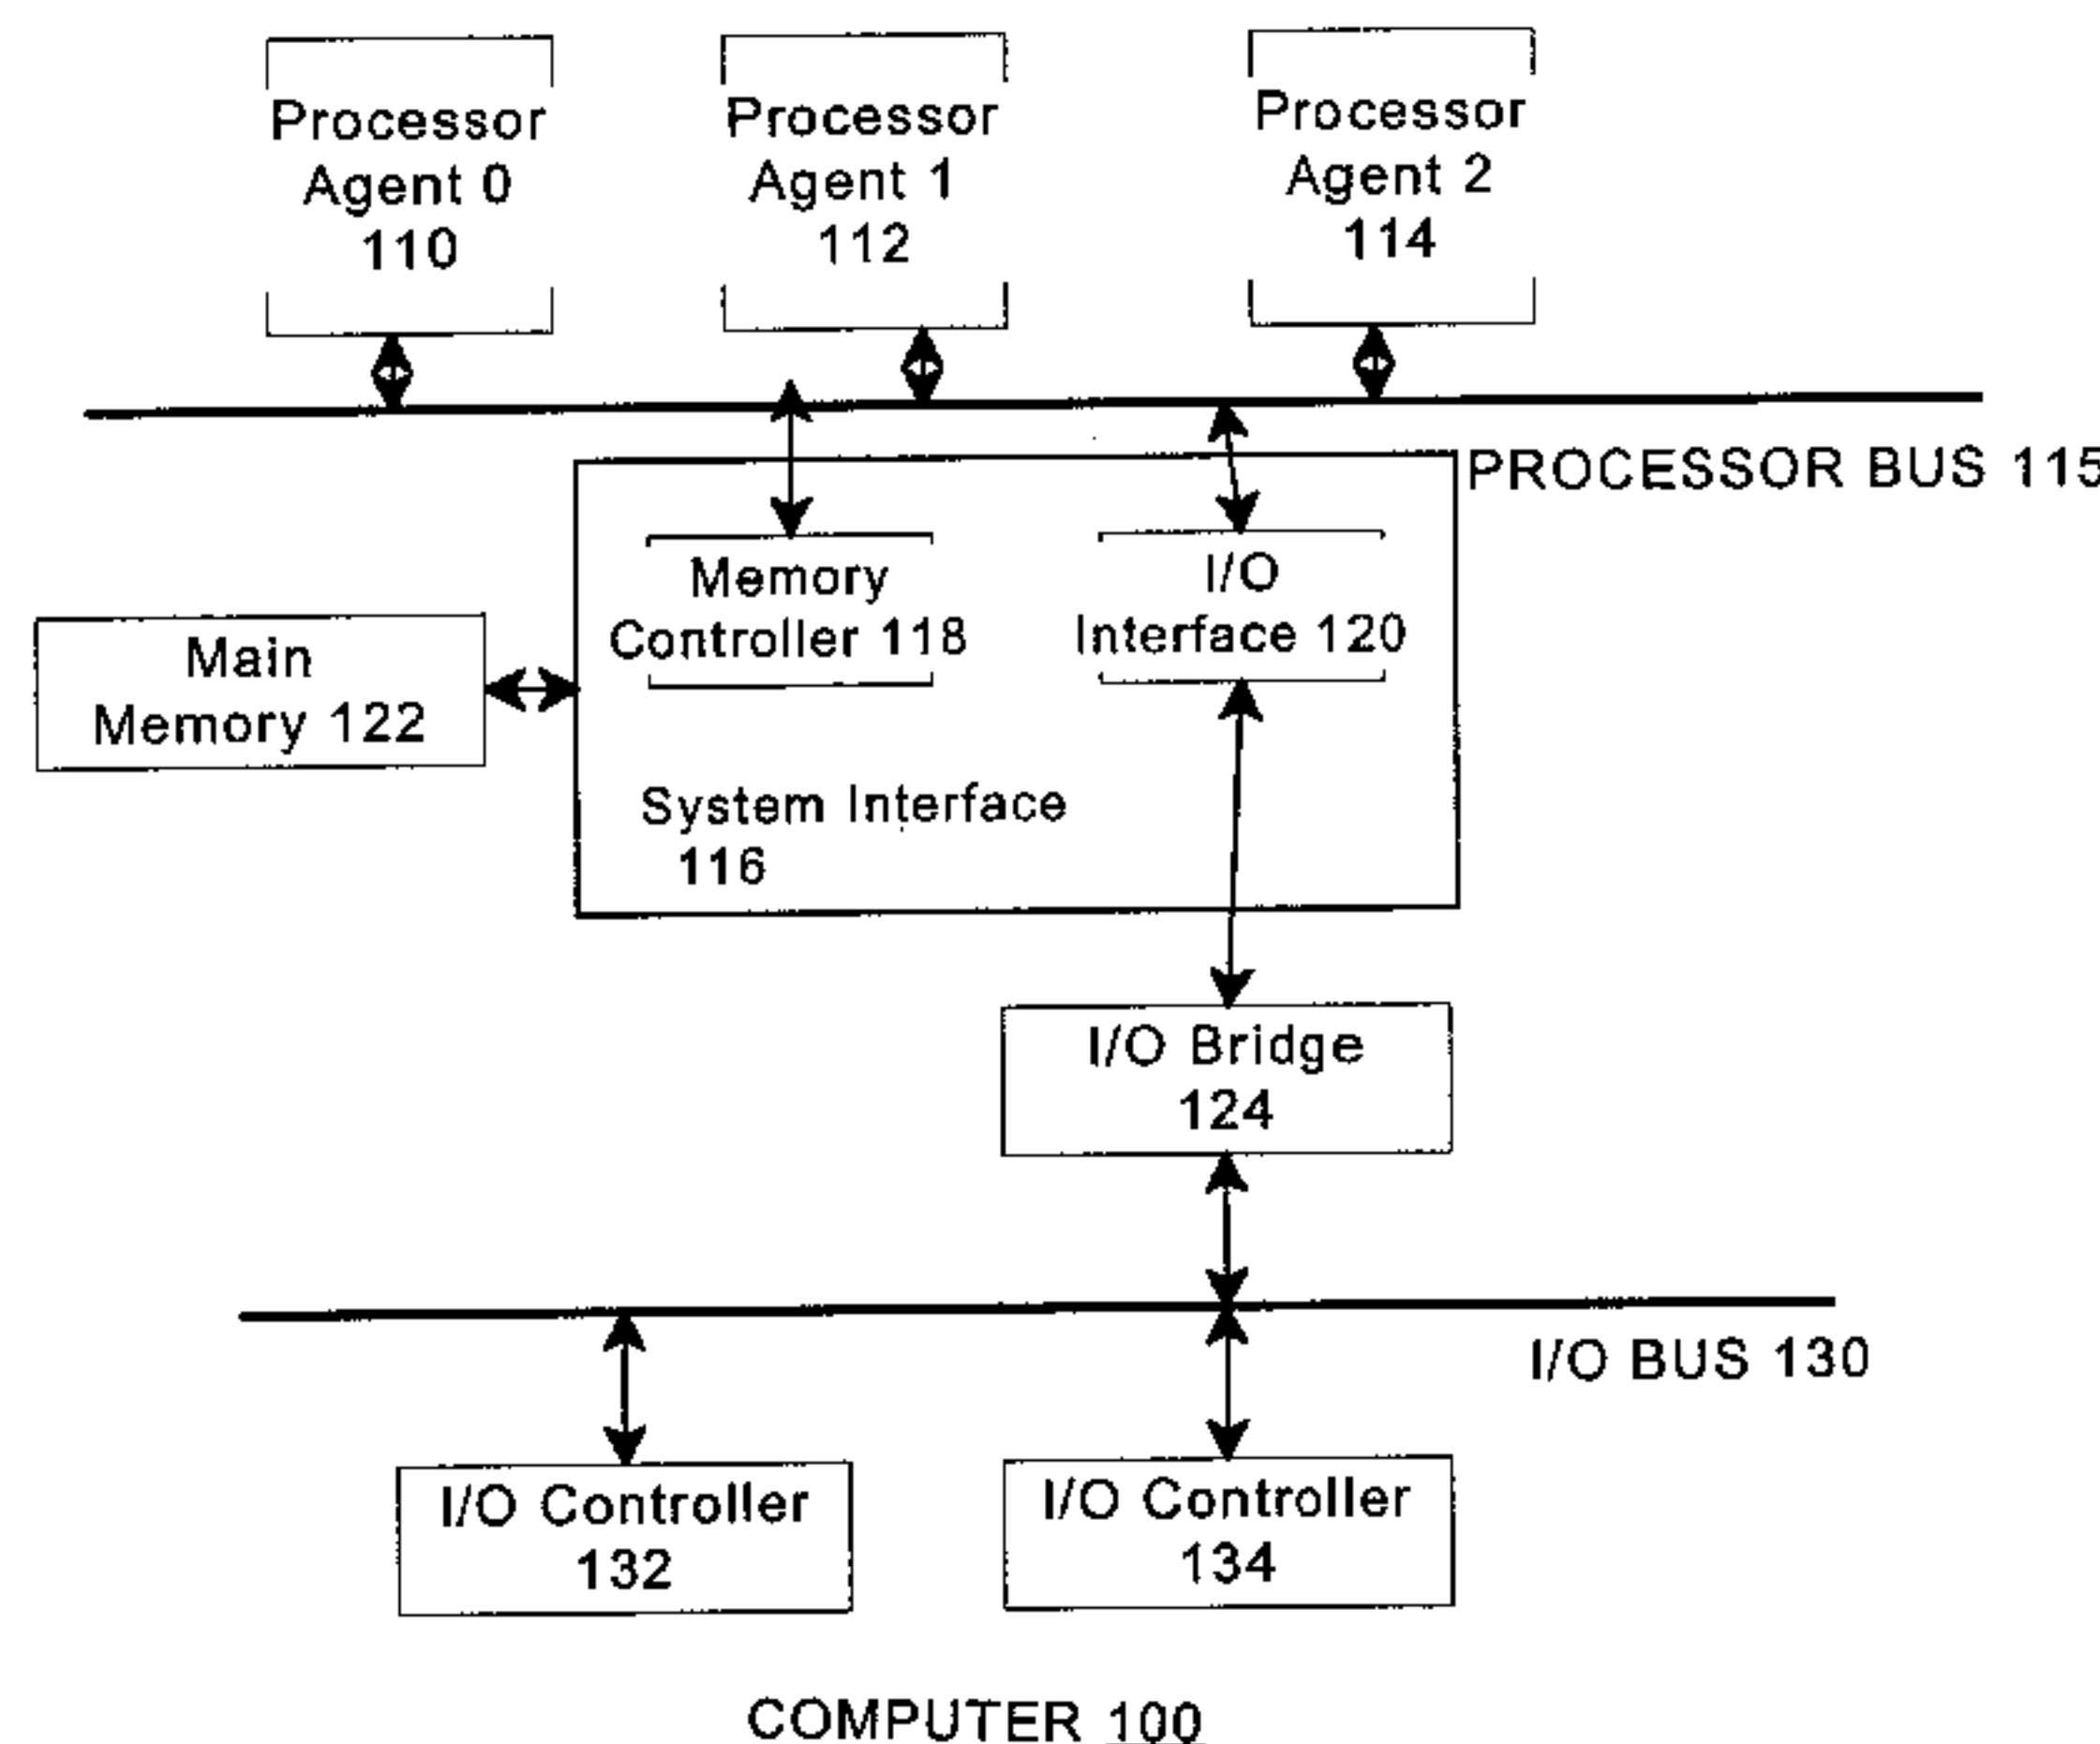 Processor
Agent 0
110
Processor
Agent 1
112
Processor
Agent 2
114
PROCESSOR BUS 115
Memory
Controller 118
I/O
Interface 120
Main
Memory 122
System Interface
116
I/O Bridge
124
I/O BUS 130
I/O Controller
132
I/O Controller
134
COMPUTER 100